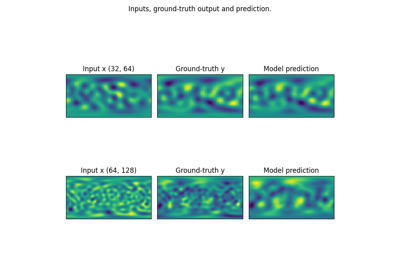 Inputs, ground-truth output and prediction.
Input x (32, 64) Ground-truth y Model prediction
Input x (64, 128) Ground-truth y Model prediction